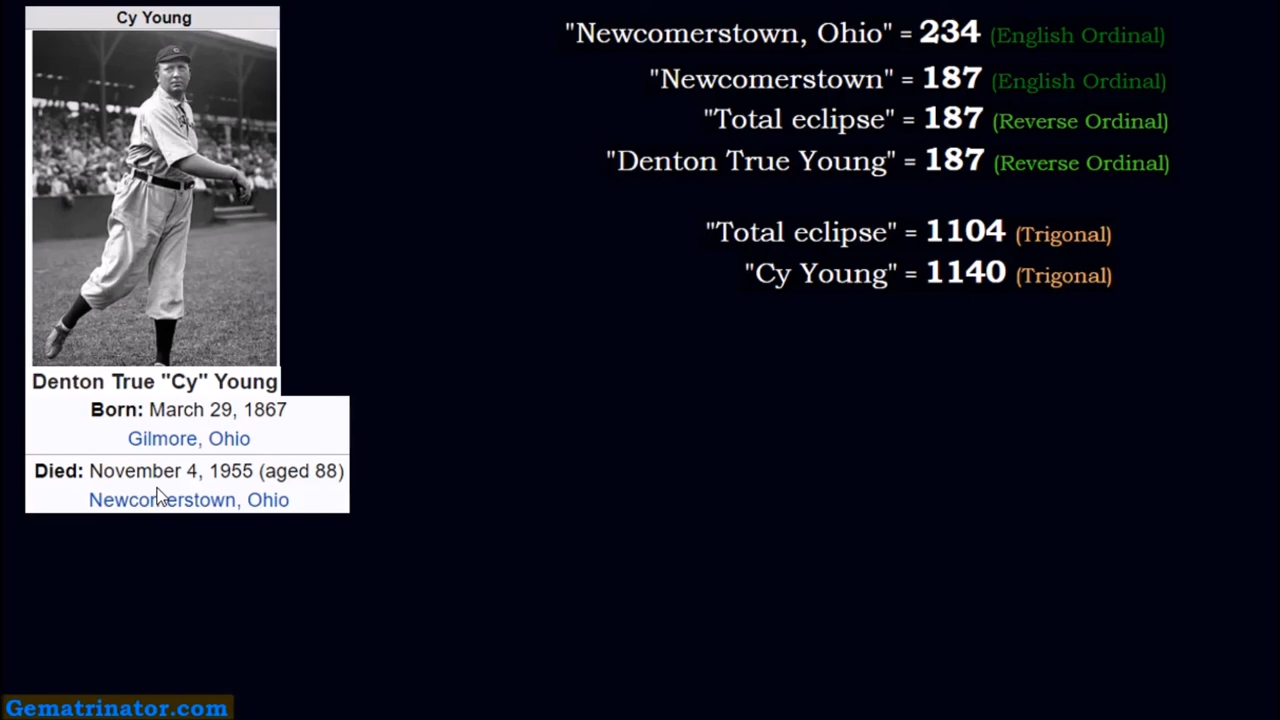 Cy Young
Denton True "Cy" Young
Born: March 29, 1867
Gilmore, Ohio
Died: November 4, 1955 (aged 88)
Newcomerstown, Ohio
"Newcomerstown, Ohio" = 234 (English Ordinal)
"Newcomerstown" = 187 (English Ordinal)
"Total eclipse" = 187 (Reverse Ordinal)
"Denton True Young" = 187 (Reverse Ordinal)
"Total eclipse" = 1104 (Trigonal)
"Cy Young" = 1140 (Trigonal)
Gematrinator.com